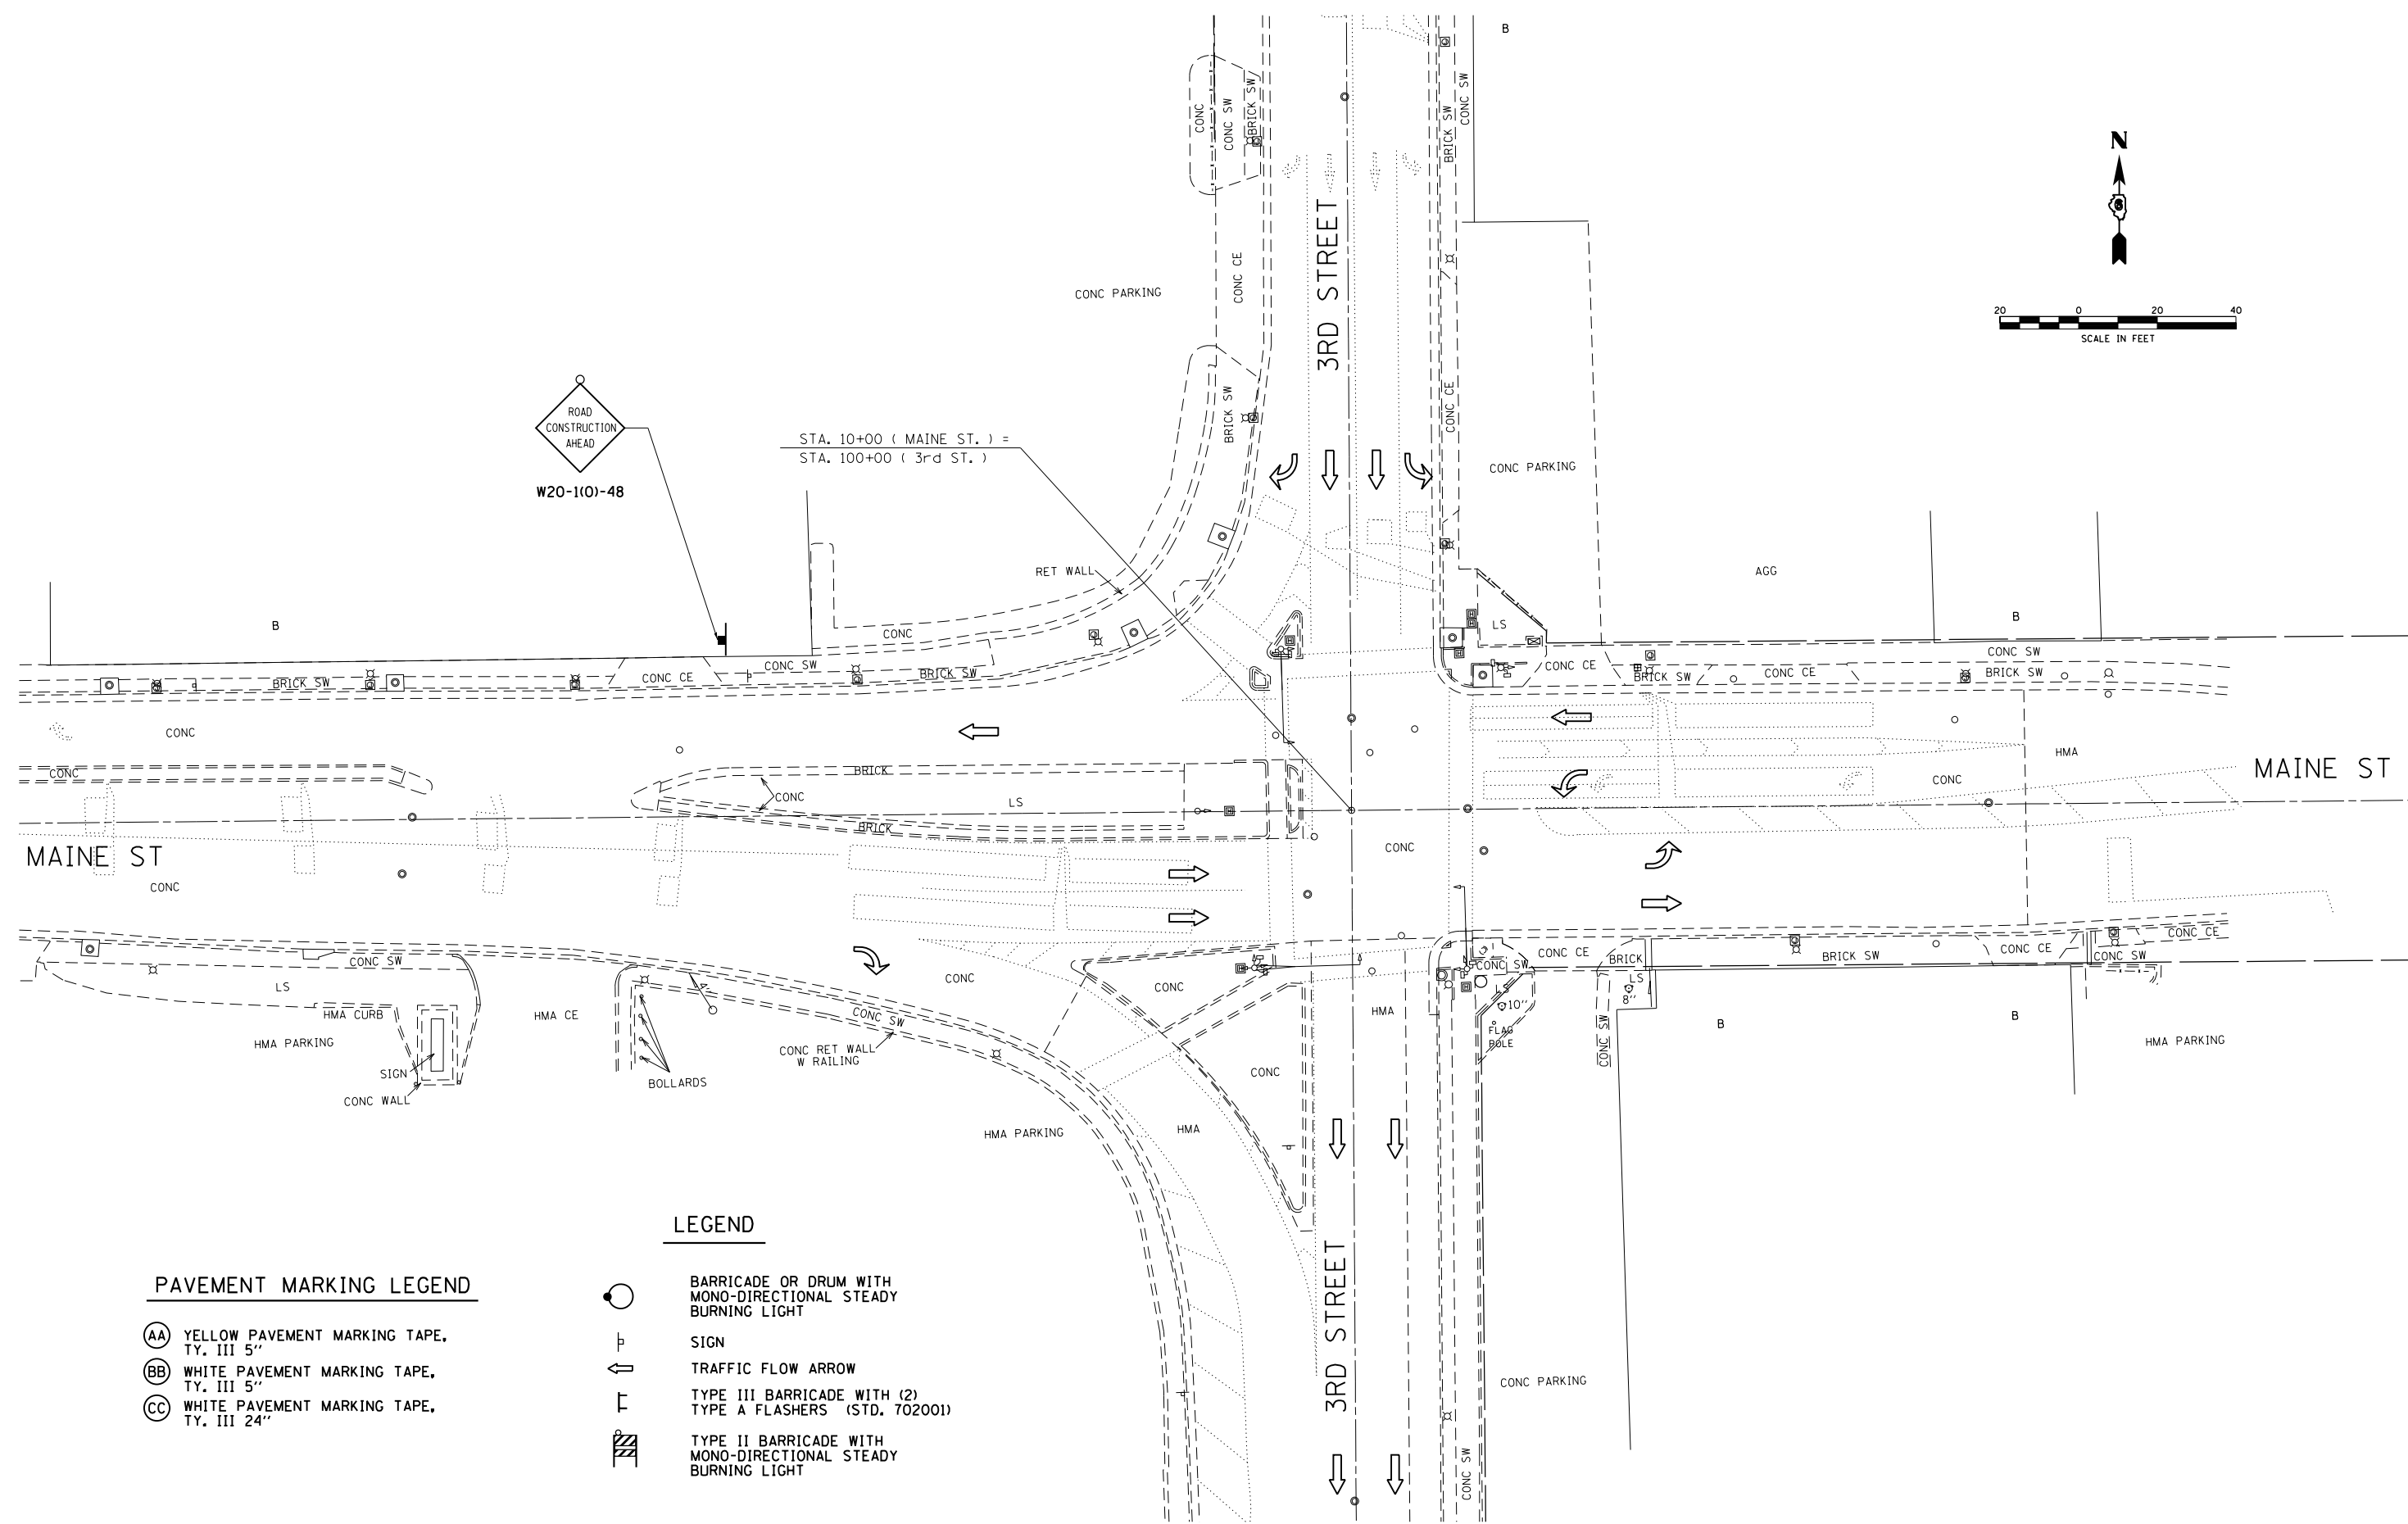 B
CONC
CONC SW
BRICK SW
BRICK SW
CONC SW
N
3RD STREET
CONC CE
CONC PARKING
20 0 20 40
SCALE IN FEET
ROAD
CONSTRUCTION
AHEAD
W20-1(O)-48
STA. 10+00 ( MAINE ST. ) =
STA. 100+00 ( 3rd ST. )
BRICK SW
CONC CE
CONC PARKING
RET WALL
AGG
B
CONC
LS
B
CONC SW
BRICK SW
CONC CE
CONC SW
BRICK SW
CONC CE
BRICK SW
CONC CE
BRICK SW
CONC
CONC
BRICK
CONC
LS
BRICK
HMA
CONC
MAINE ST
MAINE ST
CONC
CONC
CONC SW
LS
HMA CURB
HMA PARKING
SIGN
CONC WALL
HMA CE
BOLLARDS
CONC SW
CONC RET WALL
W RAILING
CONC
CONC
CONC
HMA
HMA PARKING
HMA
CONC SW
LS
10"
FLAG
POLE
CONC CE
BRICK
LS
8"
CONC SW
BRICK SW
CONC CE
CONC SW
CONC CE
B
B
HMA PARKING
3RD STREET
CONC PARKING
CONC SW
LEGEND
BARRICADE OR DRUM WITH
MONO-DIRECTIONAL STEADY
BURNING LIGHT
SIGN
TRAFFIC FLOW ARROW
TYPE III BARRICADE WITH (2)
TYPE A FLASHERS (STD. 702001)
TYPE II BARRICADE WITH
MONO-DIRECTIONAL STEADY
BURNING LIGHT
PAVEMENT MARKING LEGEND
AA YELLOW PAVEMENT MARKING TAPE,
TY. III 5"
BB WHITE PAVEMENT MARKING TAPE,
TY. III 5"
CC WHITE PAVEMENT MARKING TAPE,
TY. III 24"